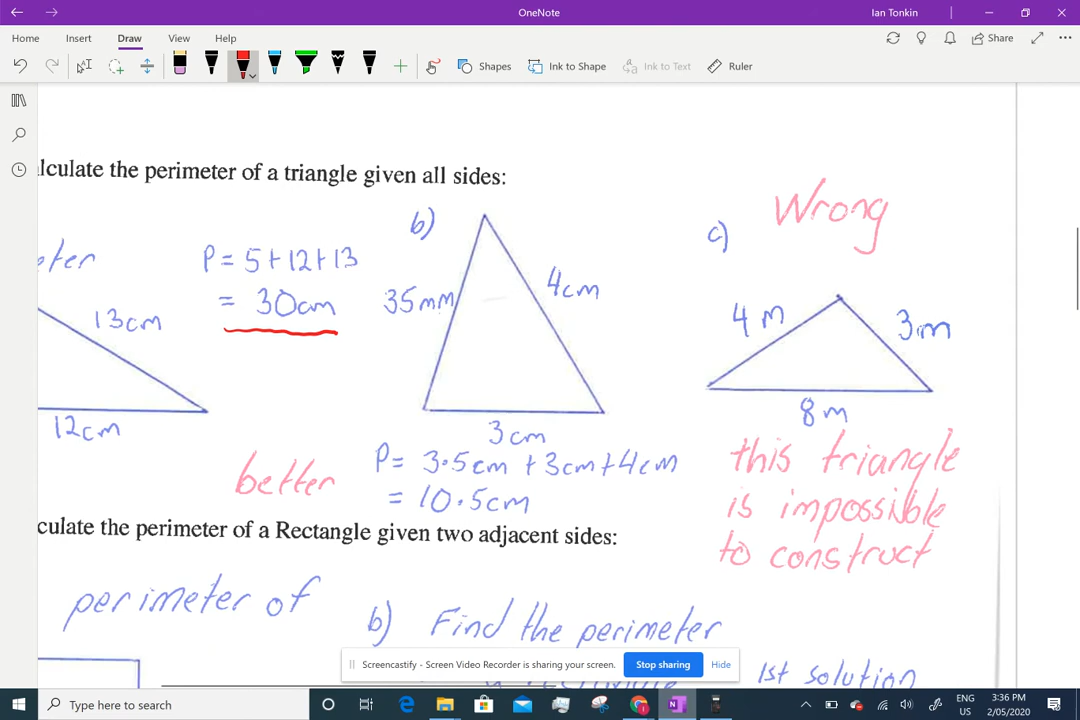 OneNote
Ian Tonkin
Home Insert Draw View Help
Share
Shapes
Ink to Shape
Ink to Text
Ruler
lculate the perimeter of a triangle given all sides:
Wrong
b)
c)
eter
P= 5+12+13
= 30cm
13cm
12cm
35mm
4cm
3cm
4 m
3m
8 m
P= 3.5cm + 3cm+4cm
= 10.5cm
better
this triangle
is impossible
to construct
culate the perimeter of a Rectangle given two adjacent sides:
perimeter of
b) Find the perimeter
1st solution
Screencastify - Screen Video Recorder is sharing your screen.
Stop sharing
Hide
Type here to search
ENG
US
3:36 PM
2/05/2020